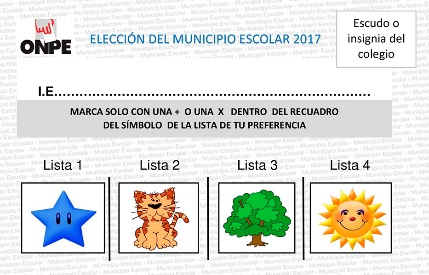 ONPE
ELECCIÓN DEL MUNICIPIO ESCOLAR 2017
Escudo o
insignia del
colegio
I.E.......................................................................
MARCA SOLO CON UNA + O UNA X DENTRO DEL RECUADRO
DEL SÍMBOLO DE LA LISTA DE TU PREFERENCIA
Lista 1
Lista 2
Lista 3
Lista 4